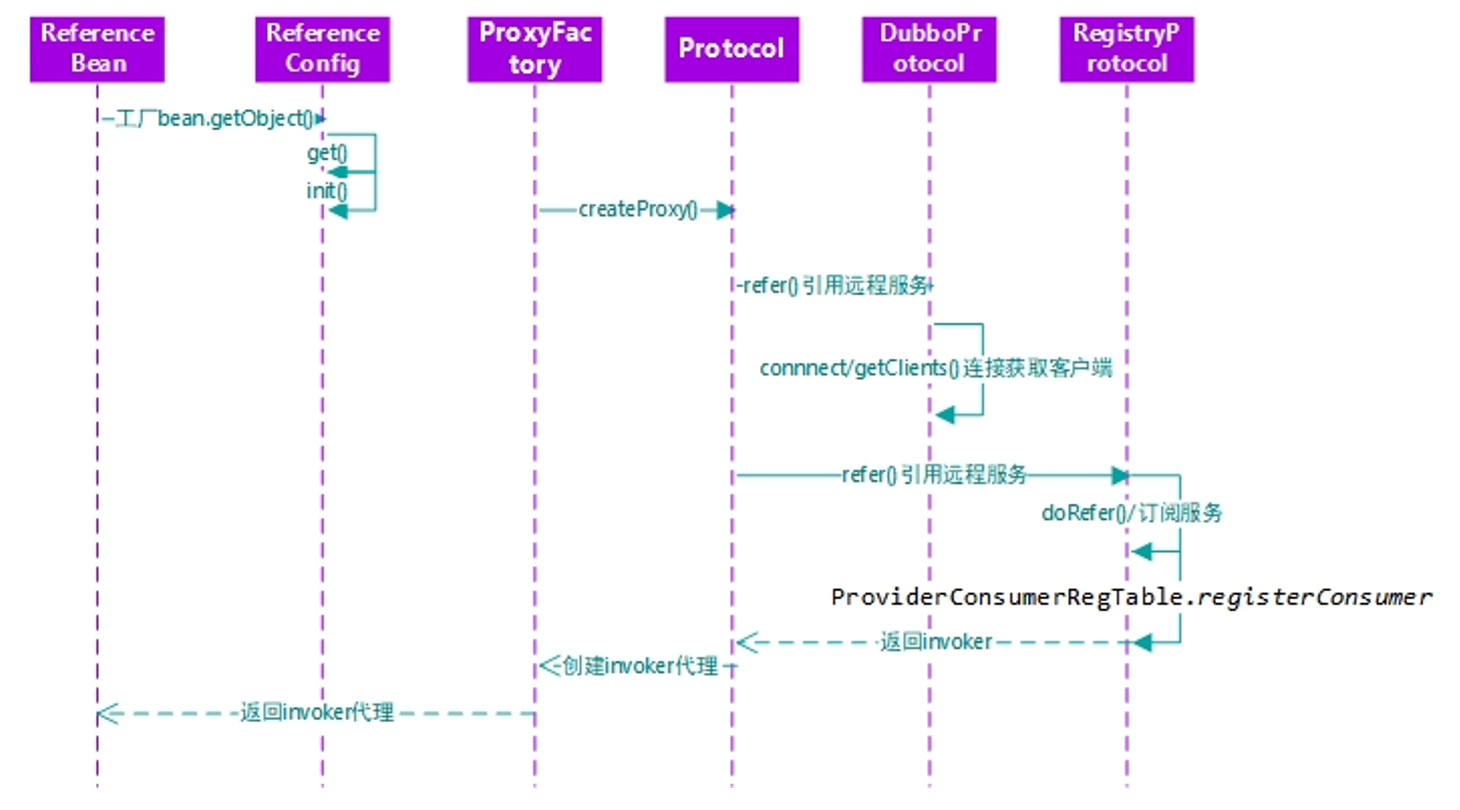 Reference
Bean
Reference
Config
ProxyFac
tory
Protocol
DubboPr
otocol
RegistryP
rotocol
工厂bean.getObject()
get()
init()
createProxy()
refer()引用远程服务
connnect/getClients()连接获取客户端
refer()引用远程服务
doRefer()/订阅服务
ProviderConsumerRegTable.registerConsumer
返回invoker
创建invoker代理
返回invoker代理